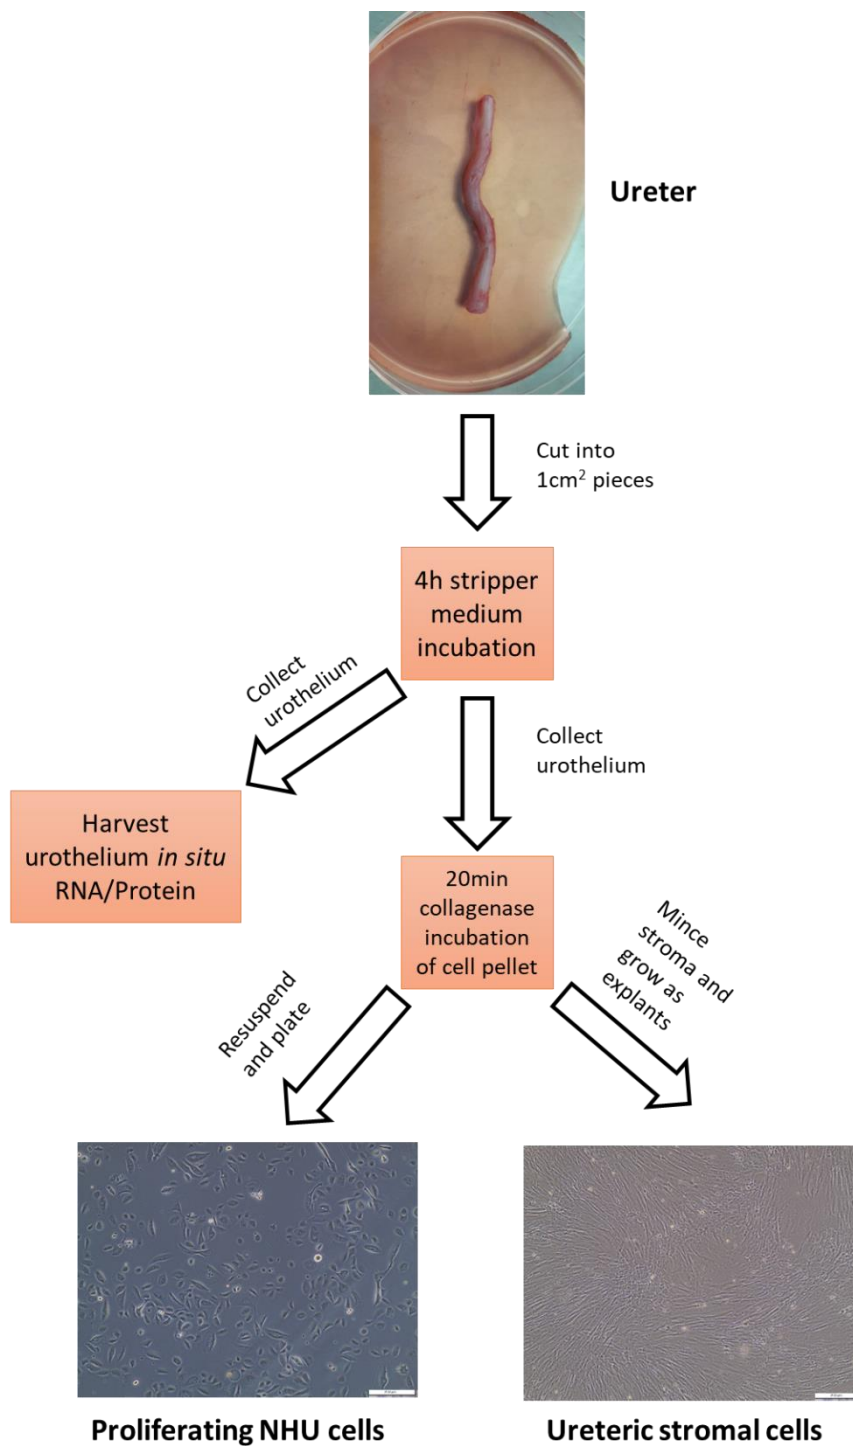 Ureter
Cut into
1cm² pieces
4h stripper
medium
incubation
Collect
urothelium
Collect
urothelium
Harvest
urothelium in situ
RNA/Protein
20min
collagenase
incubation
of cell pellet
Resuspend
and plate
Mince
stroma and
grow as
explants
Proliferating NHU cells
Ureteric stromal cells